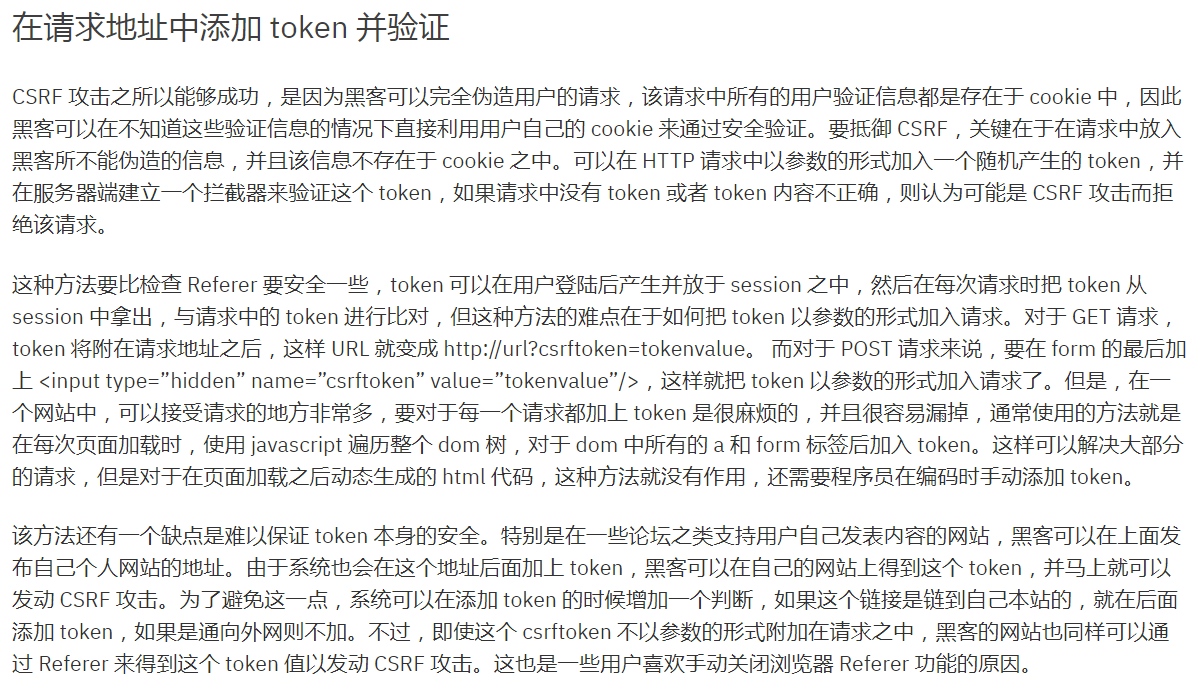 在请求地址中添加 token 并验证
CSRF 攻击之所以能够成功，是因为黑客可以完全伪造用户的请求，该请求中所有的用户验证信息都是存在于 cookie 中，因此
黑客可以在不知道这些验证信息的情况下直接利用用户自己的 cookie 来通过安全验证。要抵御 CSRF，关键在于在请求中放入
黑客所不能伪造的信息，并且该信息不存在于 cookie 之中。可以在 HTTP 请求中以参数的形式加入一个随机产生的 token，并
在服务器端建立一个拦截器来验证这个 token，如果请求中没有 token 或者 token 内容不正确，则认为可能是 CSRF 攻击而拒
绝该请求。
这种方法要比检查 Referer 要安全一些，token 可以在用户登陆后产生并放于 session 之中，然后在每次请求时把 token 从
session 中拿出，与请求中的 token 进行比对，但这种方法的难点在于如何把 token 以参数的形式加入请求。对于 GET 请求，
token 将附在请求地址之后，这样 URL 就变成 http://url?csrftoken=tokenvalue。 而对于 POST 请求来说，要在 form 的最后加
上 <input type=”hidden” name=”csrftoken” value=”tokenvalue”/>，这样就把 token 以参数的形式加入请求了。但是，在一
个网站中，可以接受请求的地方非常多，要对于每一个请求都加上 token 是很麻烦的，并且很容易漏掉，通常使用的方法就是
在每次页面加载时，使用 javascript 遍历整个 dom 树，对于 dom 中所有的 a 和 form 标签后加入 token。这样可以解决大部分
的请求，但是对于在页面加载之后动态生成的 html 代码，这种方法就没有作用，还需要程序员在编码时手动添加 token。
该方法还有一个缺点是难以保证 token 本身的安全。特别是在一些论坛之类支持用户自己发表内容的网站，黑客可以在上面发
布自己个人网站的地址。由于系统也会在这个地址后面加上 token，黑客可以在自己的网站上得到这个 token，并马上就可以
发动 CSRF 攻击。为了避免这一点，系统可以在添加 token 的时候增加一个判断，如果这个链接是链到自己本站的，就在后面
添加 token，如果是通向外网则不加。不过，即使这个 csrftoken 不以参数的形式附加在请求之中，黑客的网站也同样可以通
过 Referer 来得到这个 token 值以发动 CSRF 攻击。这也是一些用户喜欢手动关闭浏览器 Referer 功能的原因。